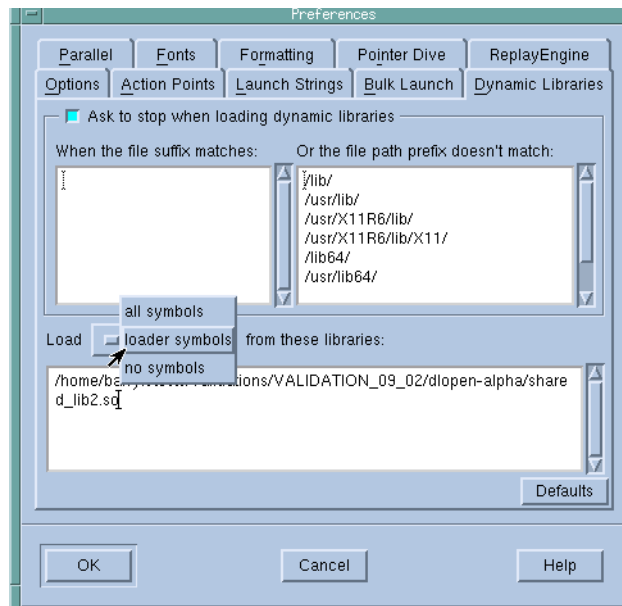 Preferences
Parallel Fonts Formatting Pointer Dive ReplayEngine
Options Action Points Launch Strings Bulk Launch Dynamic Libraries
Ask to stop when loading dynamic libraries
When the file suffix matches: Or the file path prefix doesn't match:
/lib/
/usr/lib/
/usr/X11R6/lib/
/usr/X11R6/lib/X11/
/lib64/
/usr/lib64/
all symbols
Load loader symbols from these libraries:
no symbols
/VALIDATION_09_02/dlopen-alpha/share
d_lib2.so
Defaults
OK Cancel Help